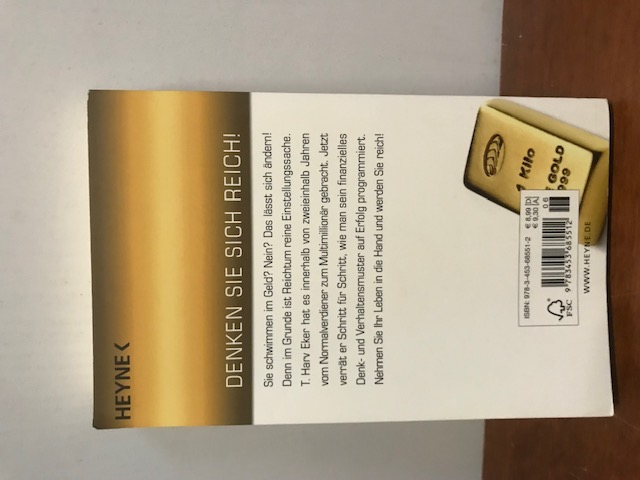 HEYNE<
DENKEN SIE SICH REICH!
Sie schwimmen im Geld? Nein? Das lässt sich ändern!
Denn im Grunde ist Reichtum reine Einstellungssache.
T. Harv Eker hat es innerhalb von zweieinhalb Jahren
vom Normalverdiener zum Multimillionär gebracht. Jetzt
verrät er Schritt für Schritt, wie man sein finanzielles
Denk- und Verhaltensmuster auf Erfolg programmiert.
Nehmen Sie Ihr Leben in die Hand und werden Sie reich!
1 Kilo
GOLD
999
ISBN: 978-3-453-68551-2
€ 8,99 [D]
€ 9,30 [A]
06
9 783453 685512
FSC
WWW.HEYNE.DE